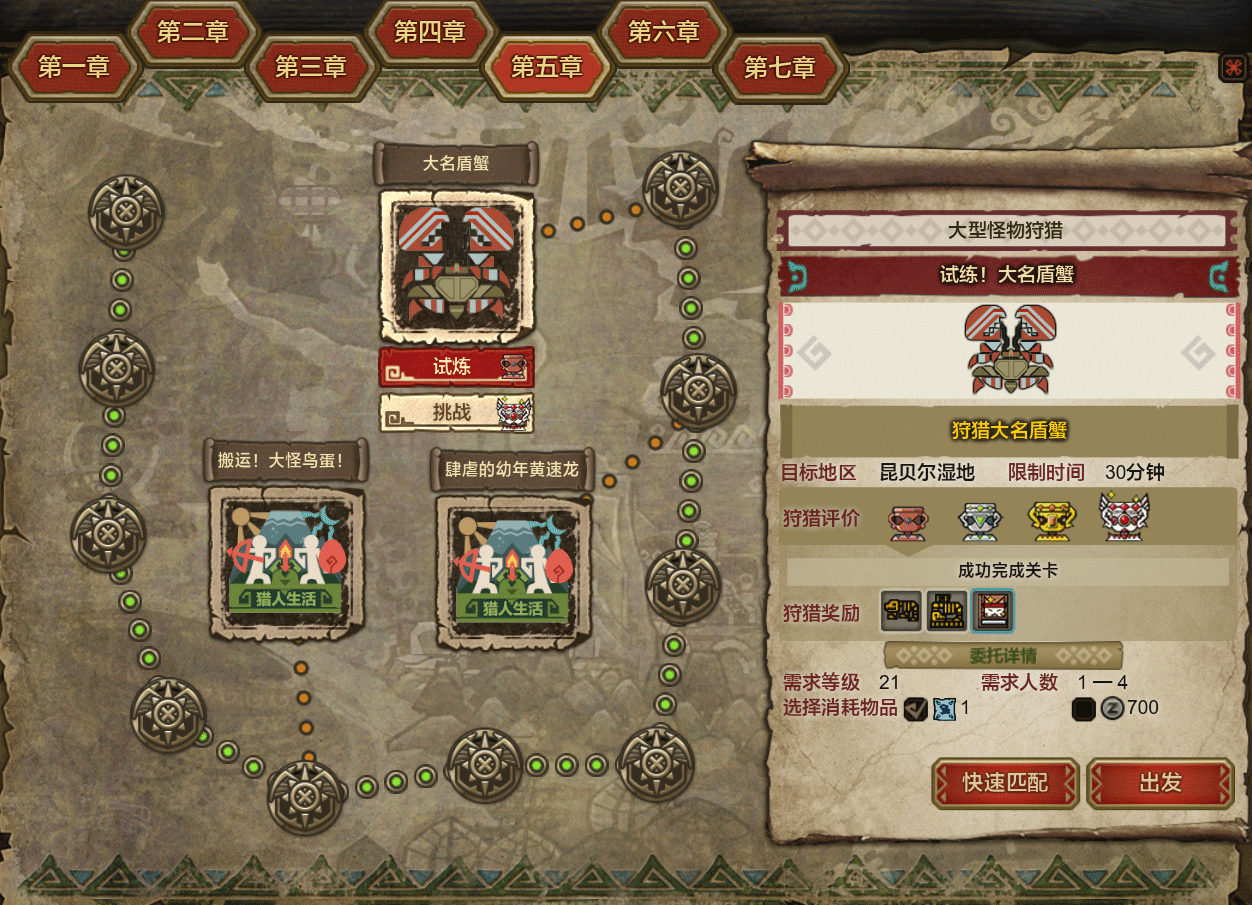 第一章
第二章
第三章
第四章
第五章
第六章
第七章
大名盾蟹
试炼
挑战
搬运！大怪鸟蛋！
猎人生活
肆虐的幼年黄速龙
猎人生活
大型怪物狩猎
试练！大名盾蟹
狩猎大名盾蟹
目标地区 昆贝尔湿地 限制时间 30分钟
狩猎评价
成功完成关卡
狩猎奖励
委托详情
需求等级 21 需求人数 1 — 4
选择消耗物品 1 Z 700
快速匹配 出发